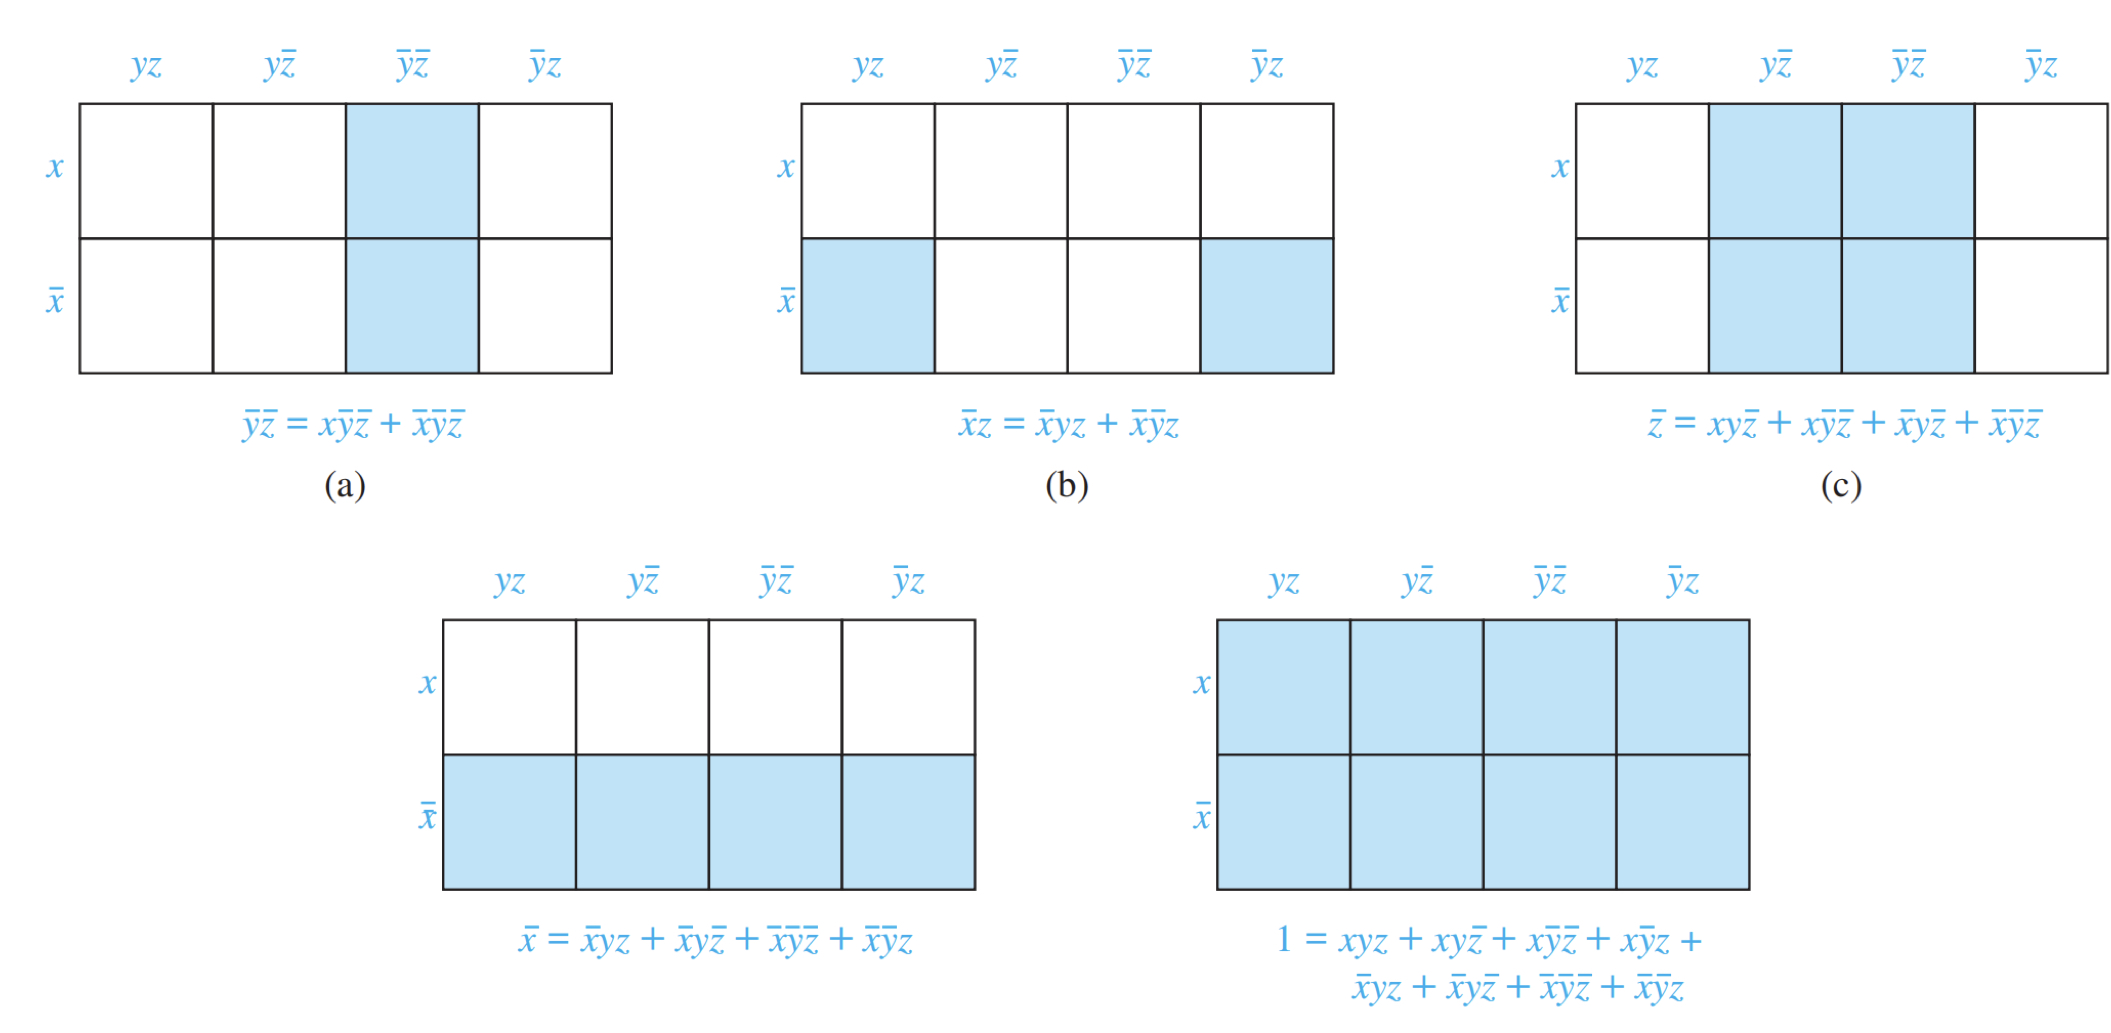 yz yz̄ ȳz̄ ȳz
x
x̄
ȳz̄ = xȳz̄ + x̄ȳz̄
(a)
yz yz̄ ȳz̄ ȳz
x
x̄
x̄z = x̄yz + x̄ȳz
(b)
yz yz̄ ȳz̄ ȳz
x
x̄
z̄ = xyz̄ + xȳz̄ + x̄yz̄ + x̄ȳz̄
(c)
yz yz̄ ȳz̄ ȳz
x
x̄
x̄ = x̄yz + x̄yz̄ + x̄ȳz̄ + x̄ȳz
yz yz̄ ȳz̄ ȳz
x
x̄
1 = xyz + xyz̄ + xȳz̄ + xȳz +
x̄yz + x̄yz̄ + x̄ȳz̄ + x̄ȳz